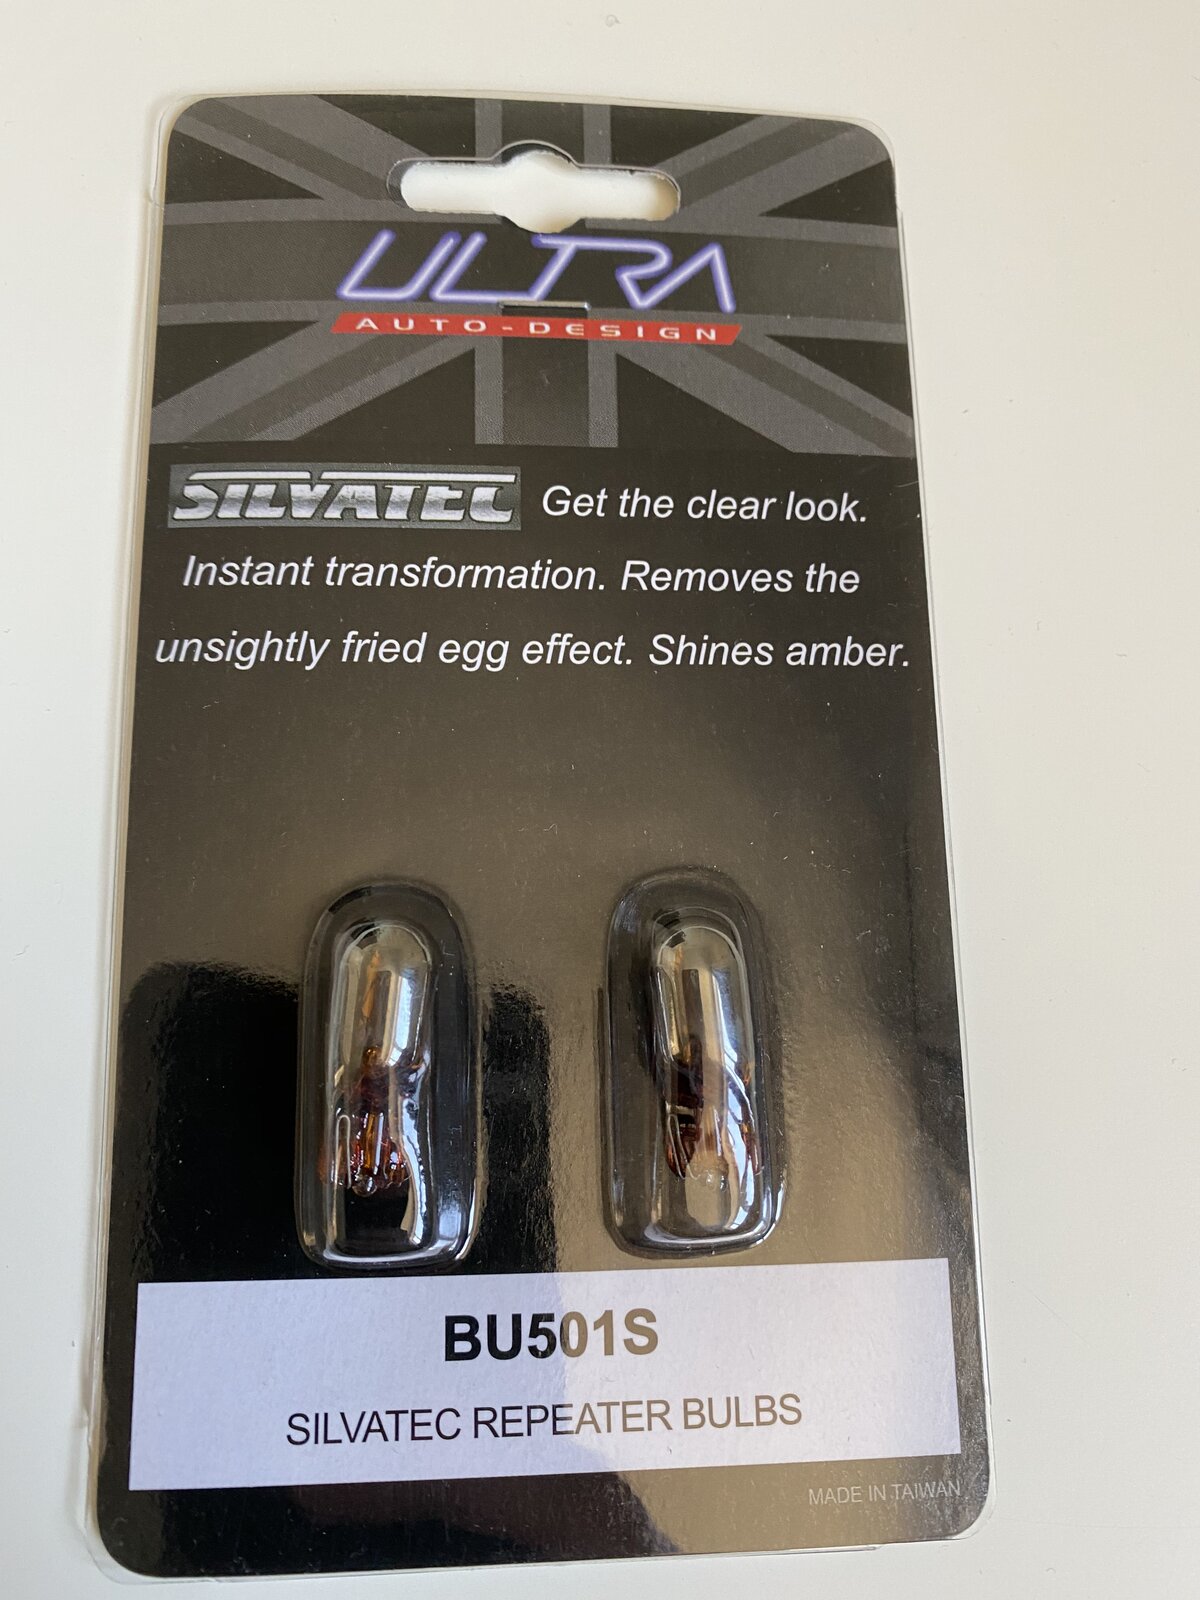 ULTRA
AUTO-DESIGN
SILVATEC Get the clear look.
Instant transformation. Removes the
unsightly fried egg effect. Shines amber.
BU501S
SILVATEC REPEATER BULBS
MADE IN TAIWAN